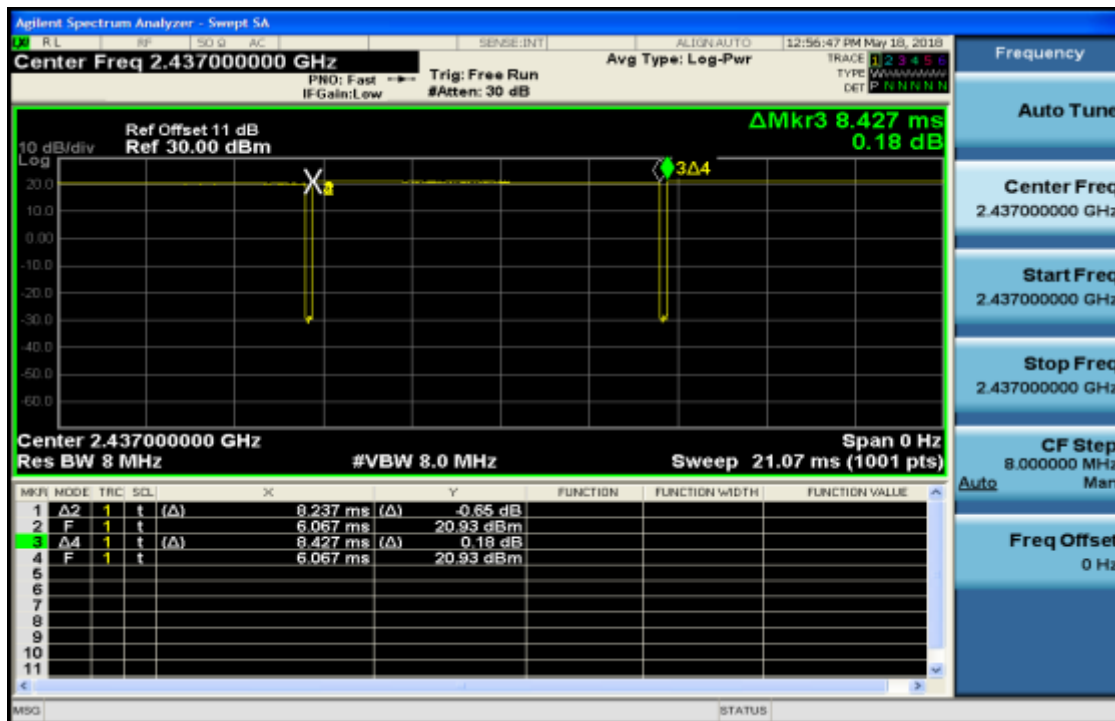 Agilent Spectrum Analyzer - Swept SA
RL RF 50 Ω AC SENSE:INT ALIGN AUTO 12:56:47 PM May 18, 2018
Center Freq 2.437000000 GHz
PNO: Fast
IFGain:Low
Trig: Free Run
#Atten: 30 dB
Avg Type: Log-Pwr
TRACE 1 2 3 4 5 6
TYPE
DET P N N N N N
ΔMkr3 8.427 ms
0.18 dB
Ref Offset 11 dB
10 dB/div Ref 30.00 dBm
Log
20.0
10.0
0.00
-10.0
-20.0
-30.0
-40.0
-50.0
-60.0
3Δ4
Center 2.437000000 GHz Span 0 Hz
Res BW 8 MHz #VBW 8.0 MHz Sweep 21.07 ms (1001 pts)
MKR MODE TRC SCL X Y FUNCTION FUNCTION WIDTH FUNCTION VALUE
1 Δ2 1 t (Δ) 8.237 ms (Δ) -0.65 dB
2 F 1 t 6.067 ms 20.93 dBm
3 Δ4 1 t (Δ) 8.427 ms (Δ) 0.18 dB
4 F 1 t 6.067 ms 20.93 dBm
5
6
7
8
9
10
11
MSG STATUS
Frequency
Auto Tune
Center Freq
2.437000000 GHz
Start Freq
2.437000000 GHz
Stop Freq
2.437000000 GHz
CF Step
8.000000 MHz
Auto Man
Freq Offset
0 Hz